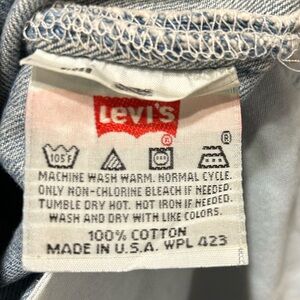 Levi's
®
105F
®
MACHINE WASH WARM. NORMAL CYCLE.
ONLY NON-CHLORINE BLEACH IF NEEDED.
TUMBLE DRY HOT. HOT IRON IF NEEDED.
WASH AND DRY WITH LIKE COLORS.
100% COTTON
MADE IN U.S.A. WPL 423